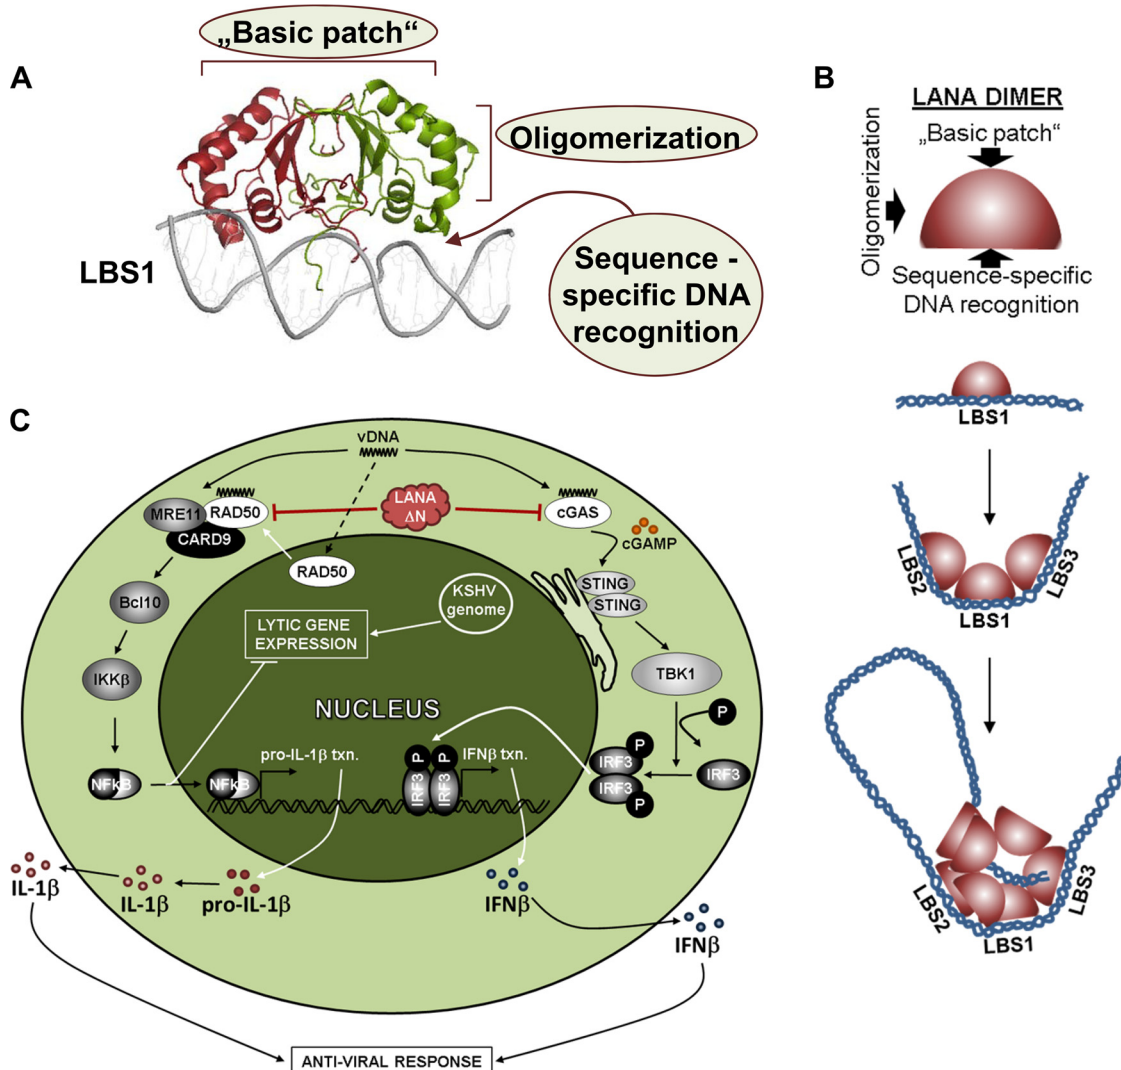 A
„Basic patch“
Oligomerization
Sequence -
specific DNA
recognition
LBS1
B
LANA DIMER
„Basic patch“
Oligomerization
Sequence-specific
DNA recognition
LBS1
LBS2
LBS1
LBS3
LBS2
LBS1
LBS3
C
vDNA
MRE11
RAD50
CARD9
LANA
ΔN
cGAS
cGAMP
RAD50
STING
STING
Bcl10
KSHV
genome
LYTIC GENE
EXPRESSION
IKKβ
TBK1
NUCLEUS
P
NFkB
NFkB
pro-IL-1β txn.
P
P
IRF3
IRF3
IFNβ txn.
P
IRF3
IRF3
P
IRF3
IL-1β
IL-1β
pro-IL-1β
IFNβ
IFNβ
ANTI-VIRAL RESPONSE